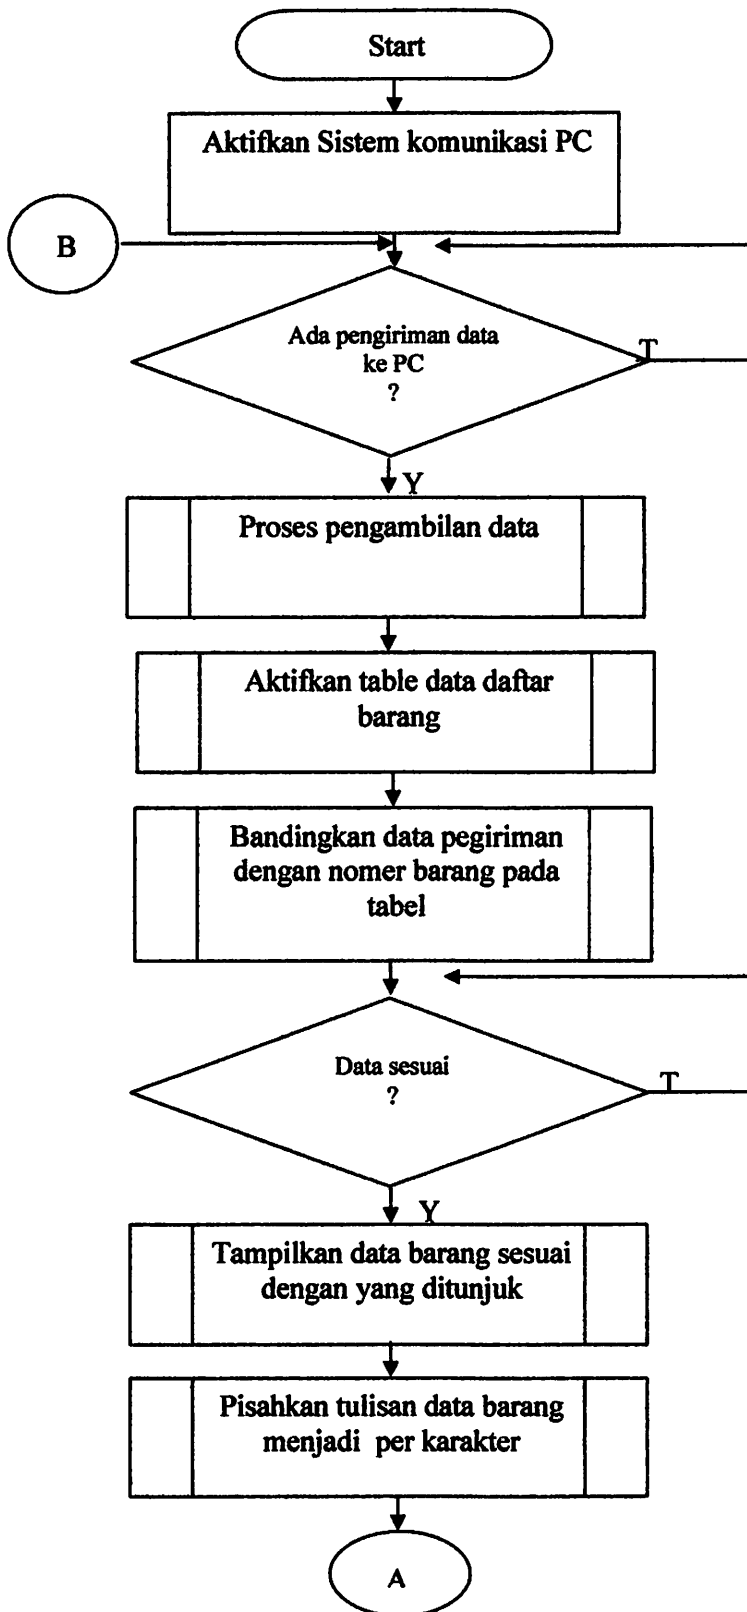 Start
Aktifkan Sistem komunikasi PC
B
Ada pengiriman data
ke PC
?
T
Y
Proses pengambilan data
Aktifkan table data daftar
barang
Bandingkan data pegiriman
dengan nomer barang pada
tabel
Data sesuai
?
T
Y
Tampilkan data barang sesuai
dengan yang ditunjuk
Pisahkan tulisan data barang
menjadi per karakter
A